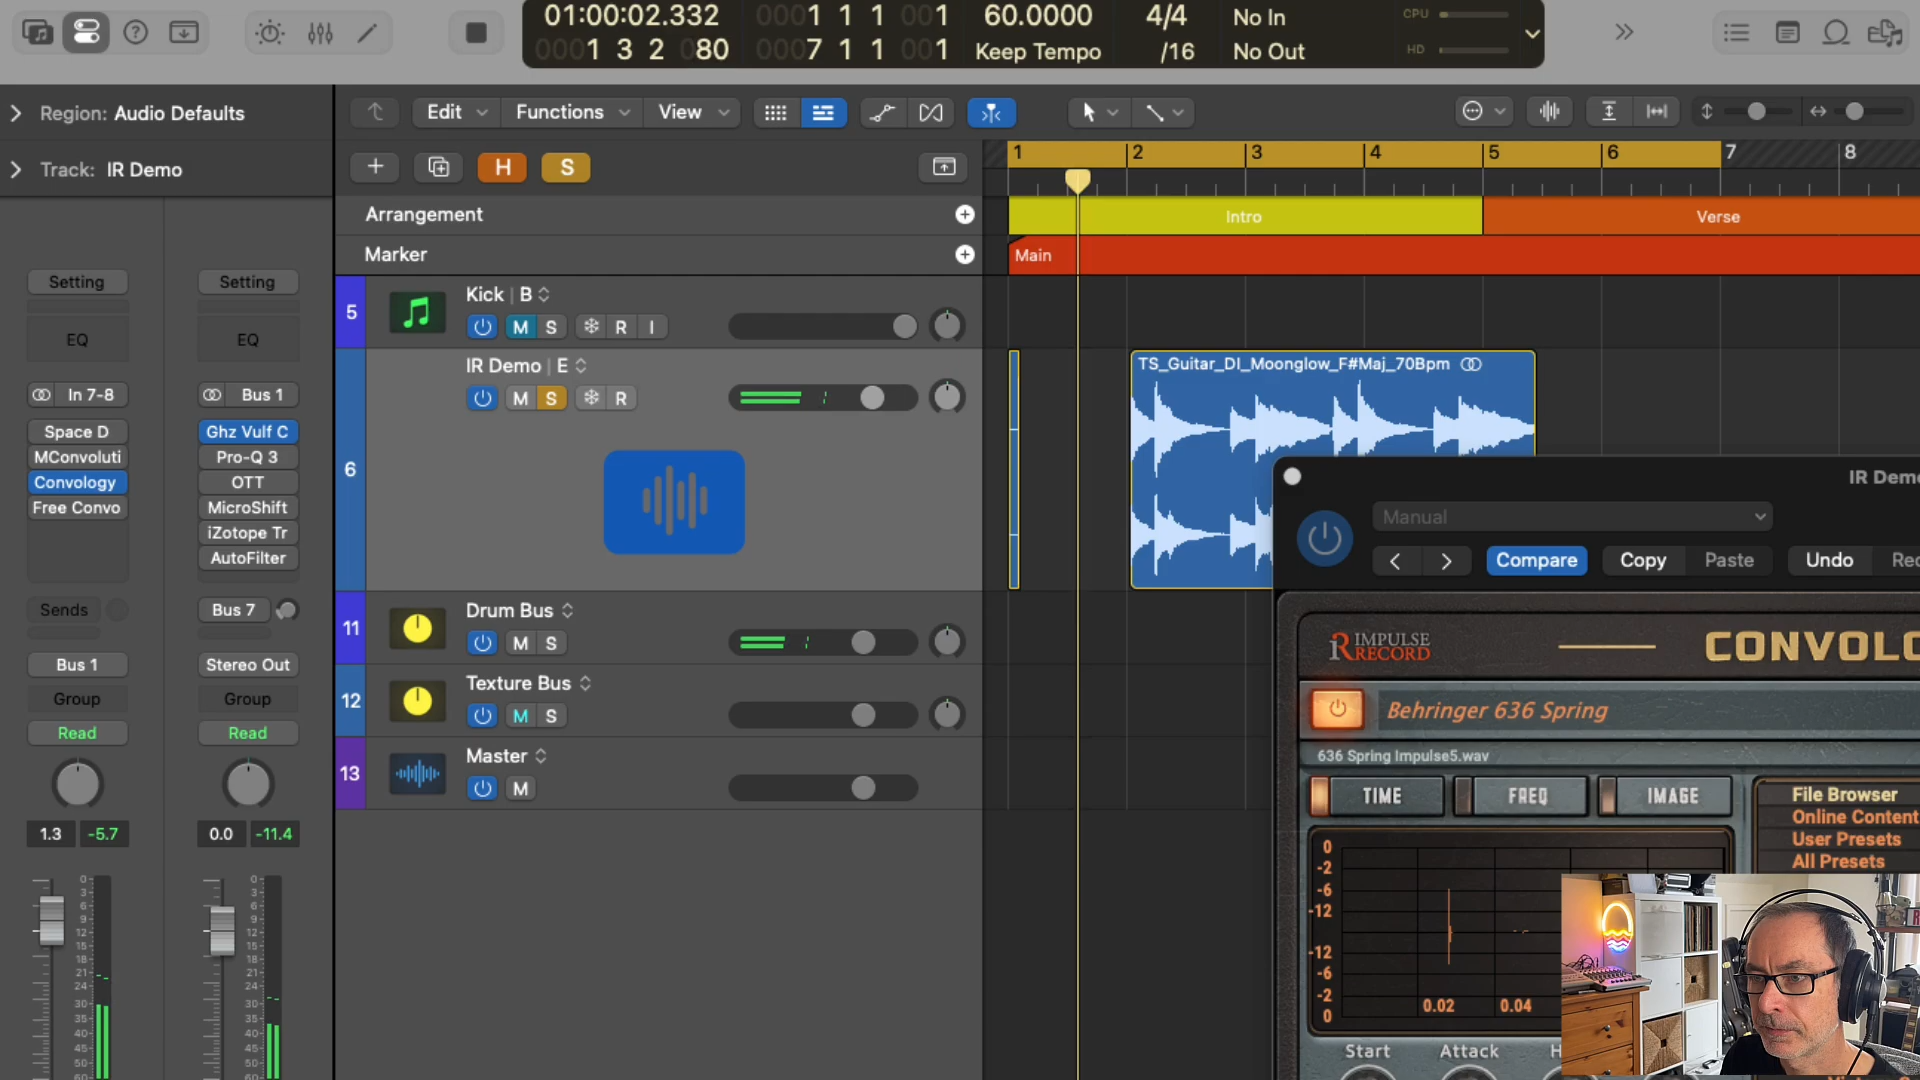 01:00:02.332
0001 1 1 001
60.0000
4/4
No In
CPU
0001 3 2 080
0007 1 1 001
Keep Tempo
/16
No Out
HD
Region: Audio Defaults
Edit
Functions
View
Track: IR Demo
H
S
1 2 3 4 5 6 7 8
Arrangement
Intro
Verse
Marker
Main
Setting
Setting
EQ
EQ
In 7-8
Bus 1
Space D
Ghz Vulf C
MConvoluti
Pro-Q 3
Convology
OTT
Free Convo
MicroShift
iZotope Tr
AutoFilter
Sends
Bus 7
Bus 1
Stereo Out
Group
Group
Read
Read
1.3 -5.7
0.0 -11.4
5
Kick | B
M S R I
6
IR Demo | E
M S R
TS_Guitar_DI_Moonglow_F#Maj_70Bpm
11
Drum Bus
M S
12
Texture Bus
M S
13
Master
M
IR Demo
Manual
Compare
Copy
Paste
Undo
Rec
IMPULSE
RECORD
CONVOLO
Behringer 636 Spring
636 Spring Impulse5.wav
TIME
FREQ
IMAGE
File Browser
Online Content
User Presets
All Presets
0
-2
-6
-12
-12
-6
-2
0
0.02
0.04
Start
Attack
H